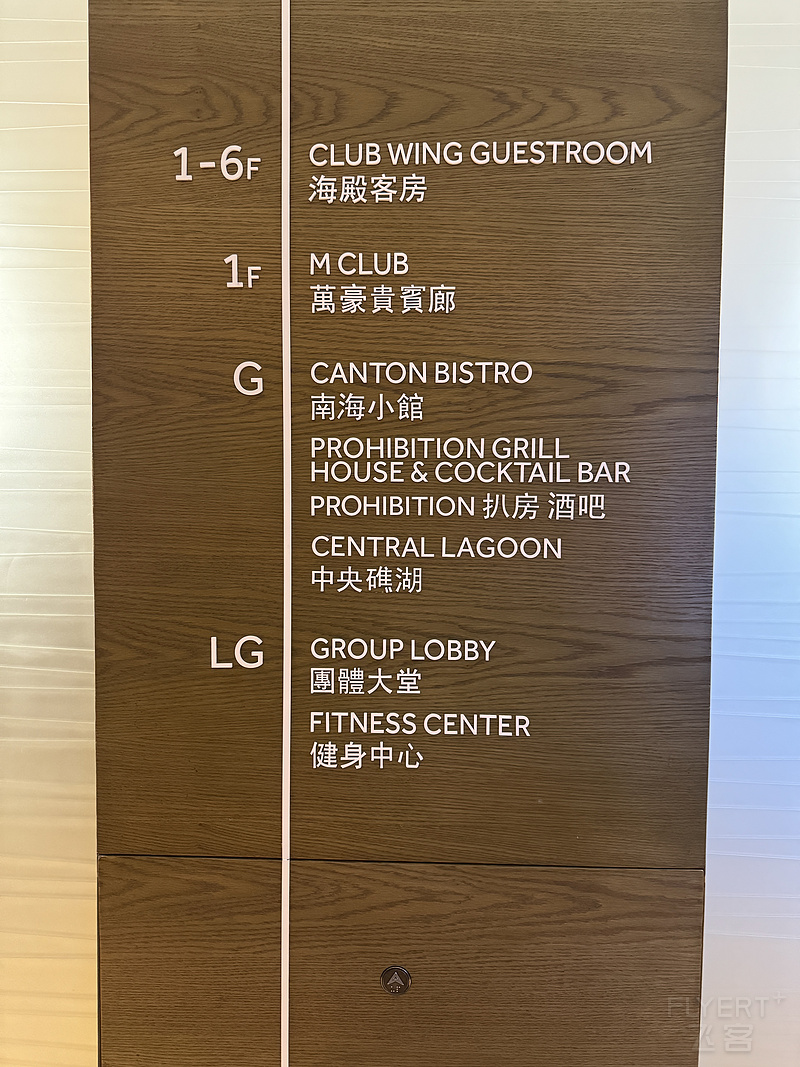 1-6F CLUB WING GUESTROOM
海殿客房
1F M CLUB
萬豪貴賓廊
G CANTON BISTRO
南海小館
PROHIBITION GRILL
HOUSE & COCKTAIL BAR
PROHIBITION 扒房 酒吧
CENTRAL LAGOON
中央礁湖
LG GROUP LOBBY
團體大堂
FITNESS CENTER
健身中心
FLYERT+
飞客